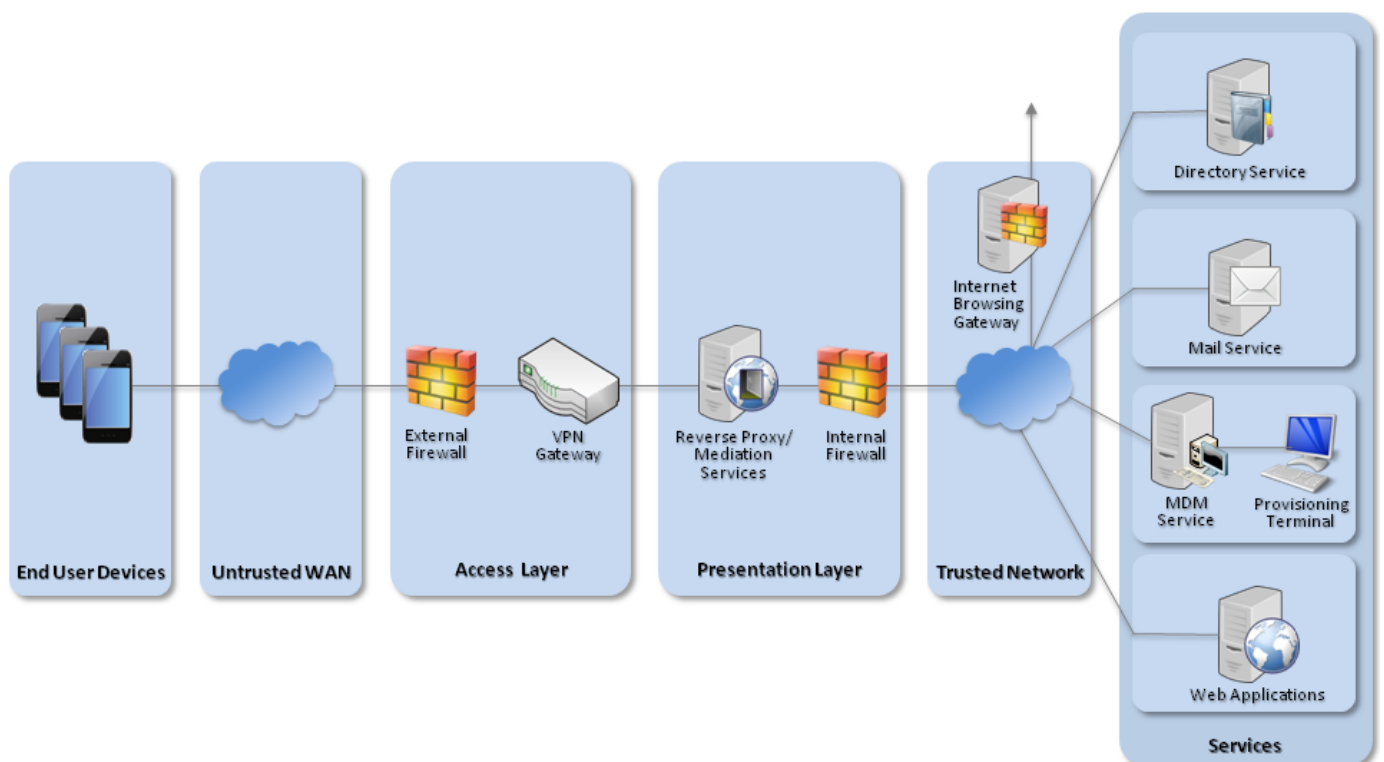 End User Devices
Untrusted WAN
External
Firewall
VPN
Gateway
Access Layer
Reverse Proxy/
Mediation
Services
Internal
Firewall
Presentation Layer
Internet
Browsing
Gateway
Trusted Network
Directory Service
Mail Service
MDM
Service
Provisioning
Terminal
Web Applications
Services